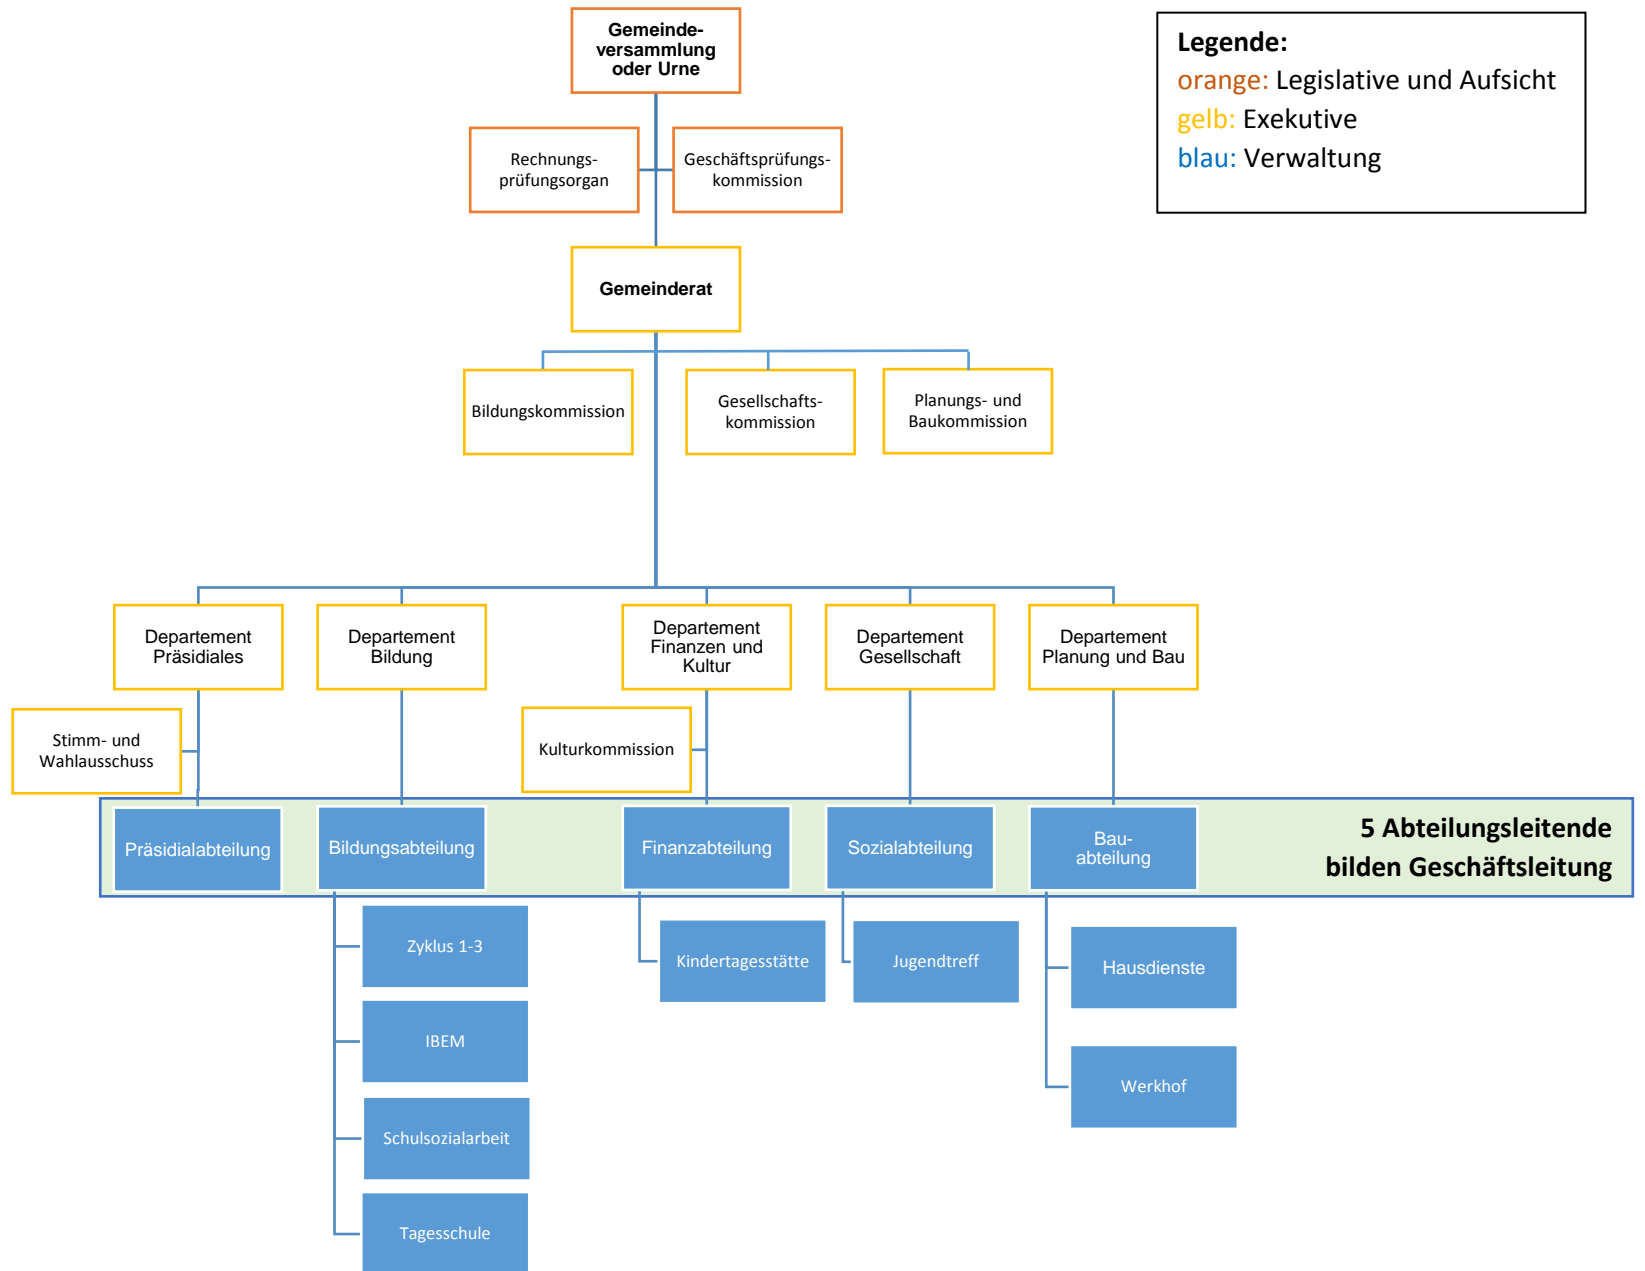 Gemeinde-
versammlung
oder Urne
Legende:
orange: Legislative und Aufsicht
gelb: Exekutive
blau: Verwaltung
Rechnungs-
prüfungsorgan
Geschäftsprüfungs-
kommission
Gemeinderat
Bildungskommission
Gesellschafts-
kommission
Planungs- und
Baukommission
Departement
Präsidiales
Departement
Bildung
Departement
Finanzen und
Kultur
Departement
Gesellschaft
Departement
Planung und Bau
Stimm- und
Wahlausschuss
Kulturkommission
Präsidialabteilung
Bildungsabteilung
Finanzabteilung
Sozialabteilung
Bau-
abteilung
5 Abteilungsleitende
bilden Geschäftsleitung
Zyklus 1-3
IBEM
Schulsozialarbeit
Tagesschule
Kindertagesstätte
Jugendtreff
Hausdienste
Werkhof